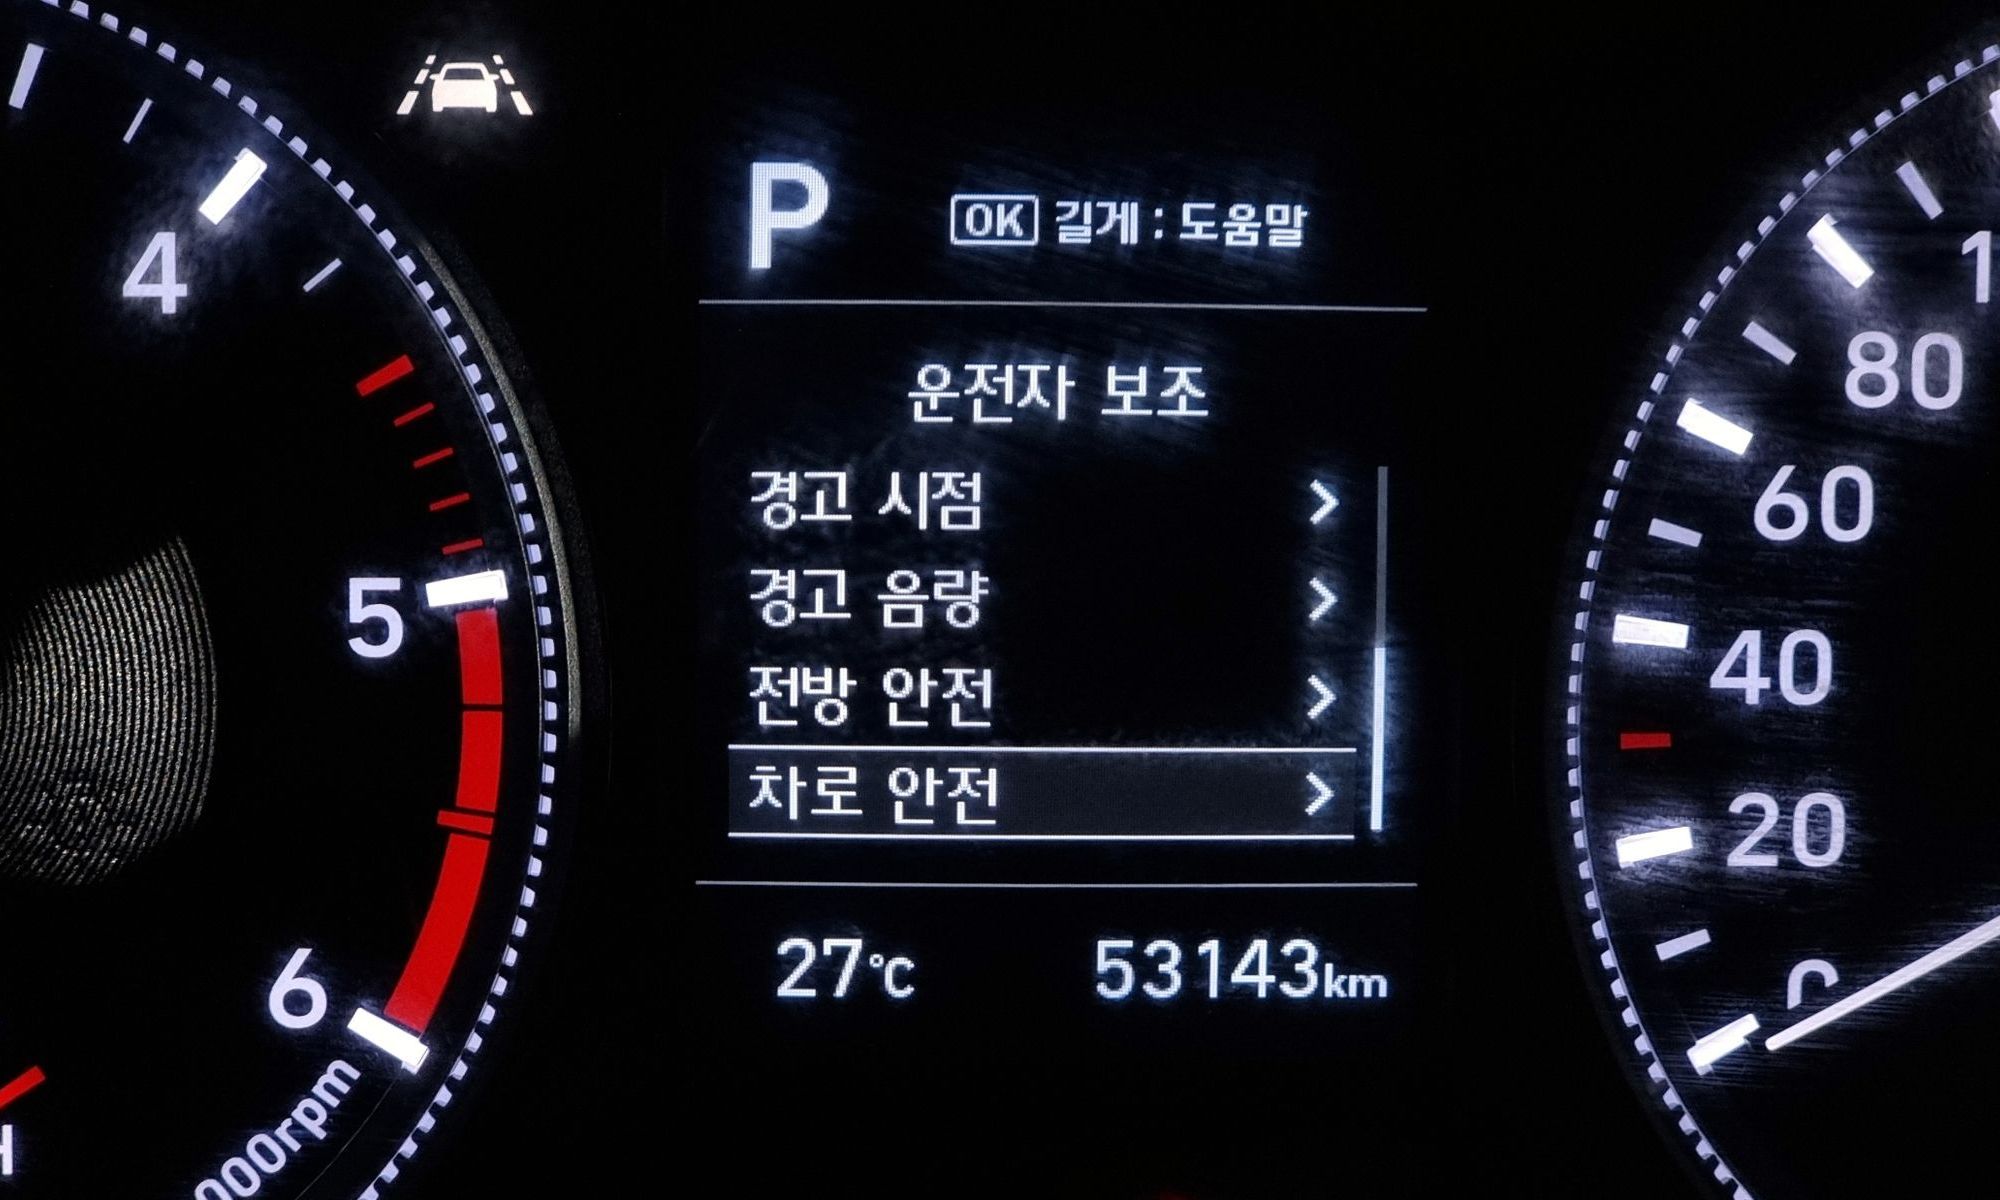 P
OK 길게 : 도움말
운전자 보조
경고 시점
경고 음량
전방 안전
차로 안전
27℃ 53143km
4
5
6
000rpm
H
80
60
40
20